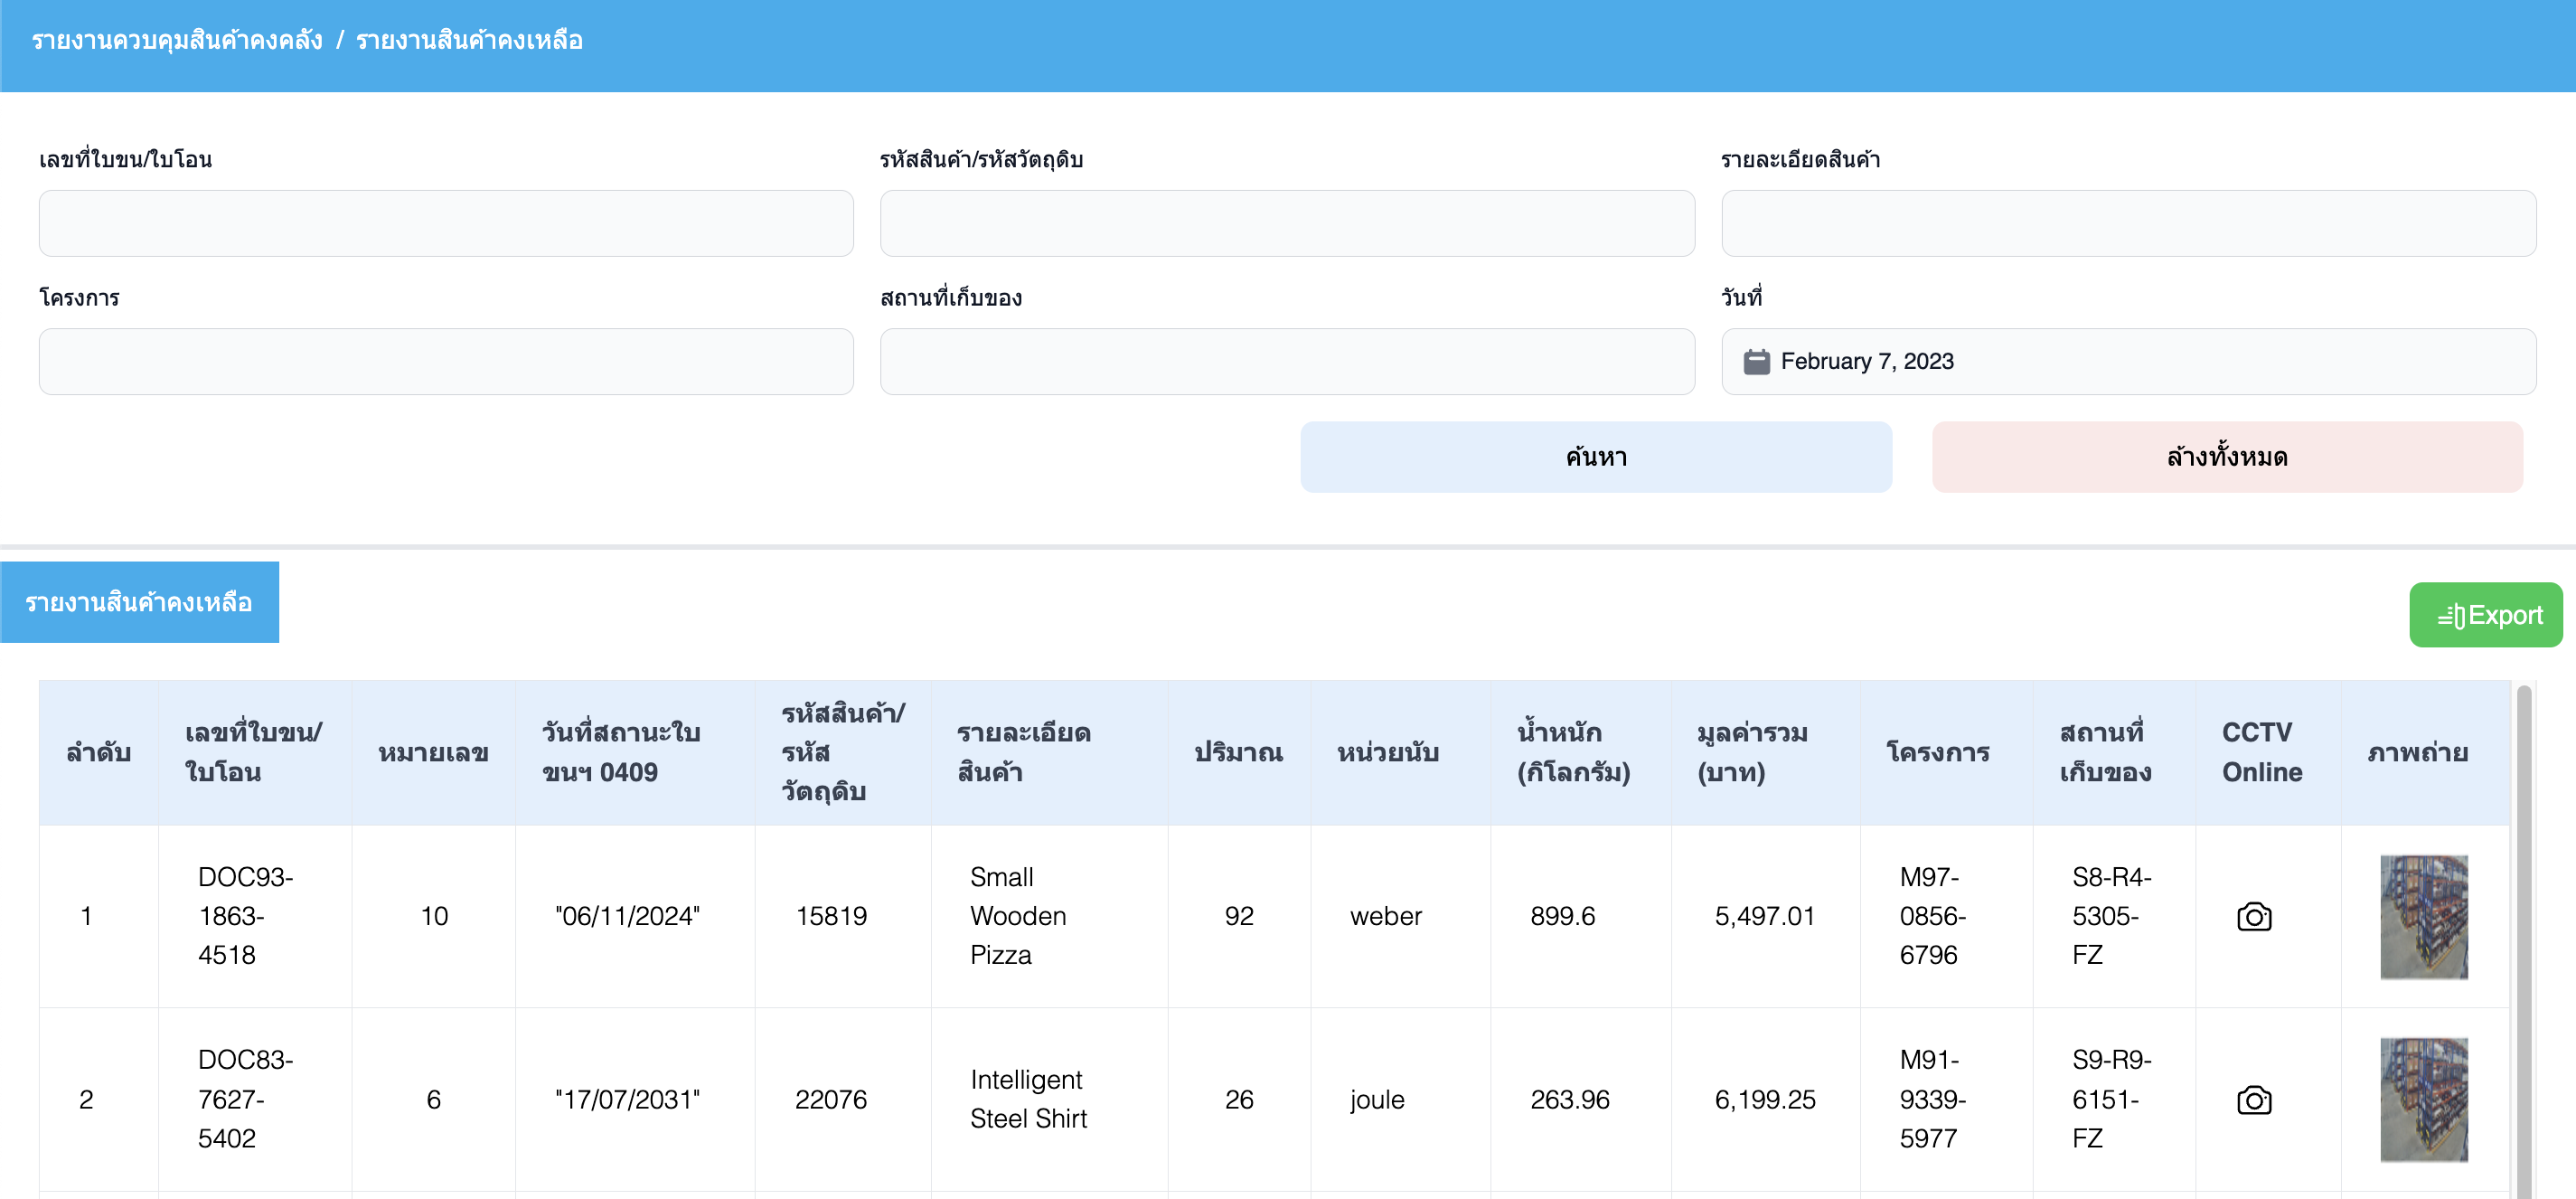 รายงานควบคุมสินค้าคงคลัง / รายงานสินค้าคงเหลือ
เลขที่ใบขน/ใบโอน
รหัสสินค้า/รหัสวัตถุดิบ
รายละเอียดสินค้า
โครงการ
สถานที่เก็บของ
วันที่
February 7, 2023
ค้นหา
ล้างทั้งหมด
รายงานสินค้าคงเหลือ
Export
ลำดับ
เลขที่ใบขน/
ใบโอน
หมายเลข
วันที่สถานะใบ
ขนฯ 0409
รหัสสินค้า/
รหัส
วัตถุดิบ
รายละเอียด
สินค้า
ปริมาณ
หน่วยนับ
น้ำหนัก
(กิโลกรัม)
มูลค่ารวม
(บาท)
โครงการ
สถานที่
เก็บของ
CCTV
Online
ภาพถ่าย
1
DOC93-
1863-
4518
10
"06/11/2024"
15819
Small
Wooden
Pizza
92
weber
899.6
5,497.01
M97-
0856-
6796
S8-R4-
5305-
FZ
2
DOC83-
7627-
5402
6
"17/07/2031"
22076
Intelligent
Steel Shirt
26
joule
263.96
6,199.25
M91-
9339-
5977
S9-R9-
6151-
FZ